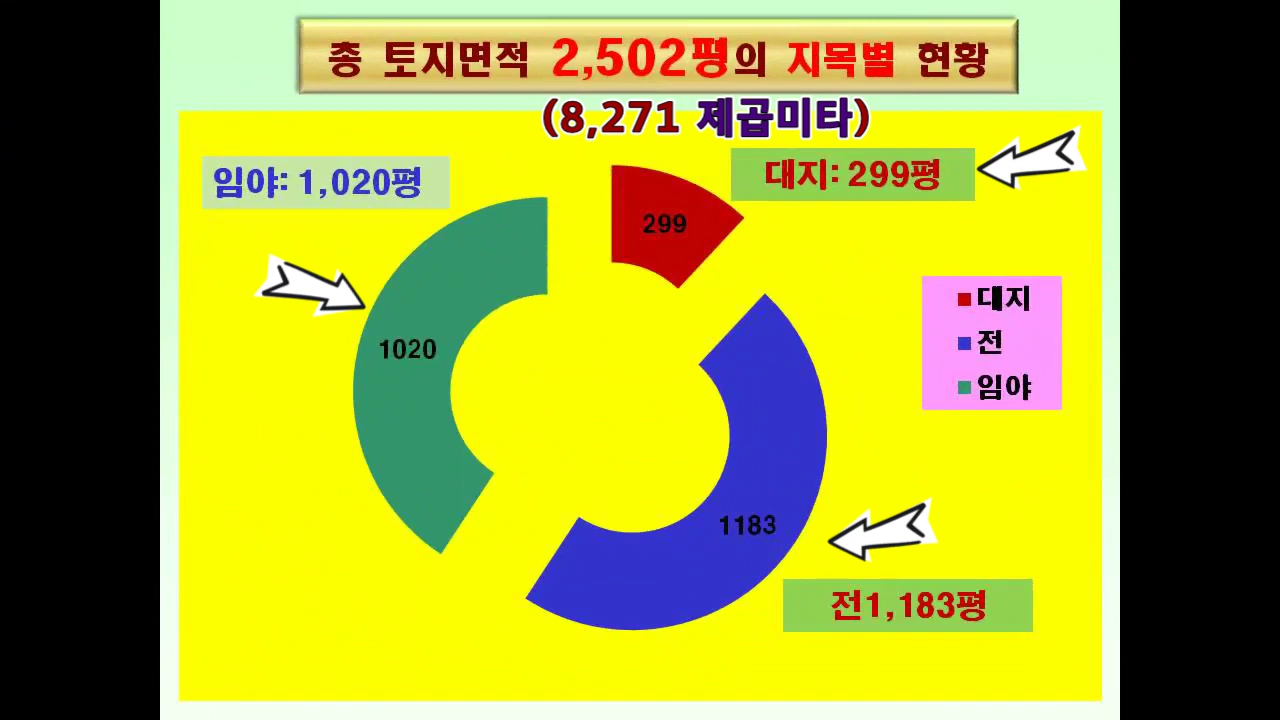 총 토지면적 2,502평의 지목별 현황
(8,271 제곱미타)
임야: 1,020평
대지: 299평
299
1020
1183
대지
전
임야
전1,183평